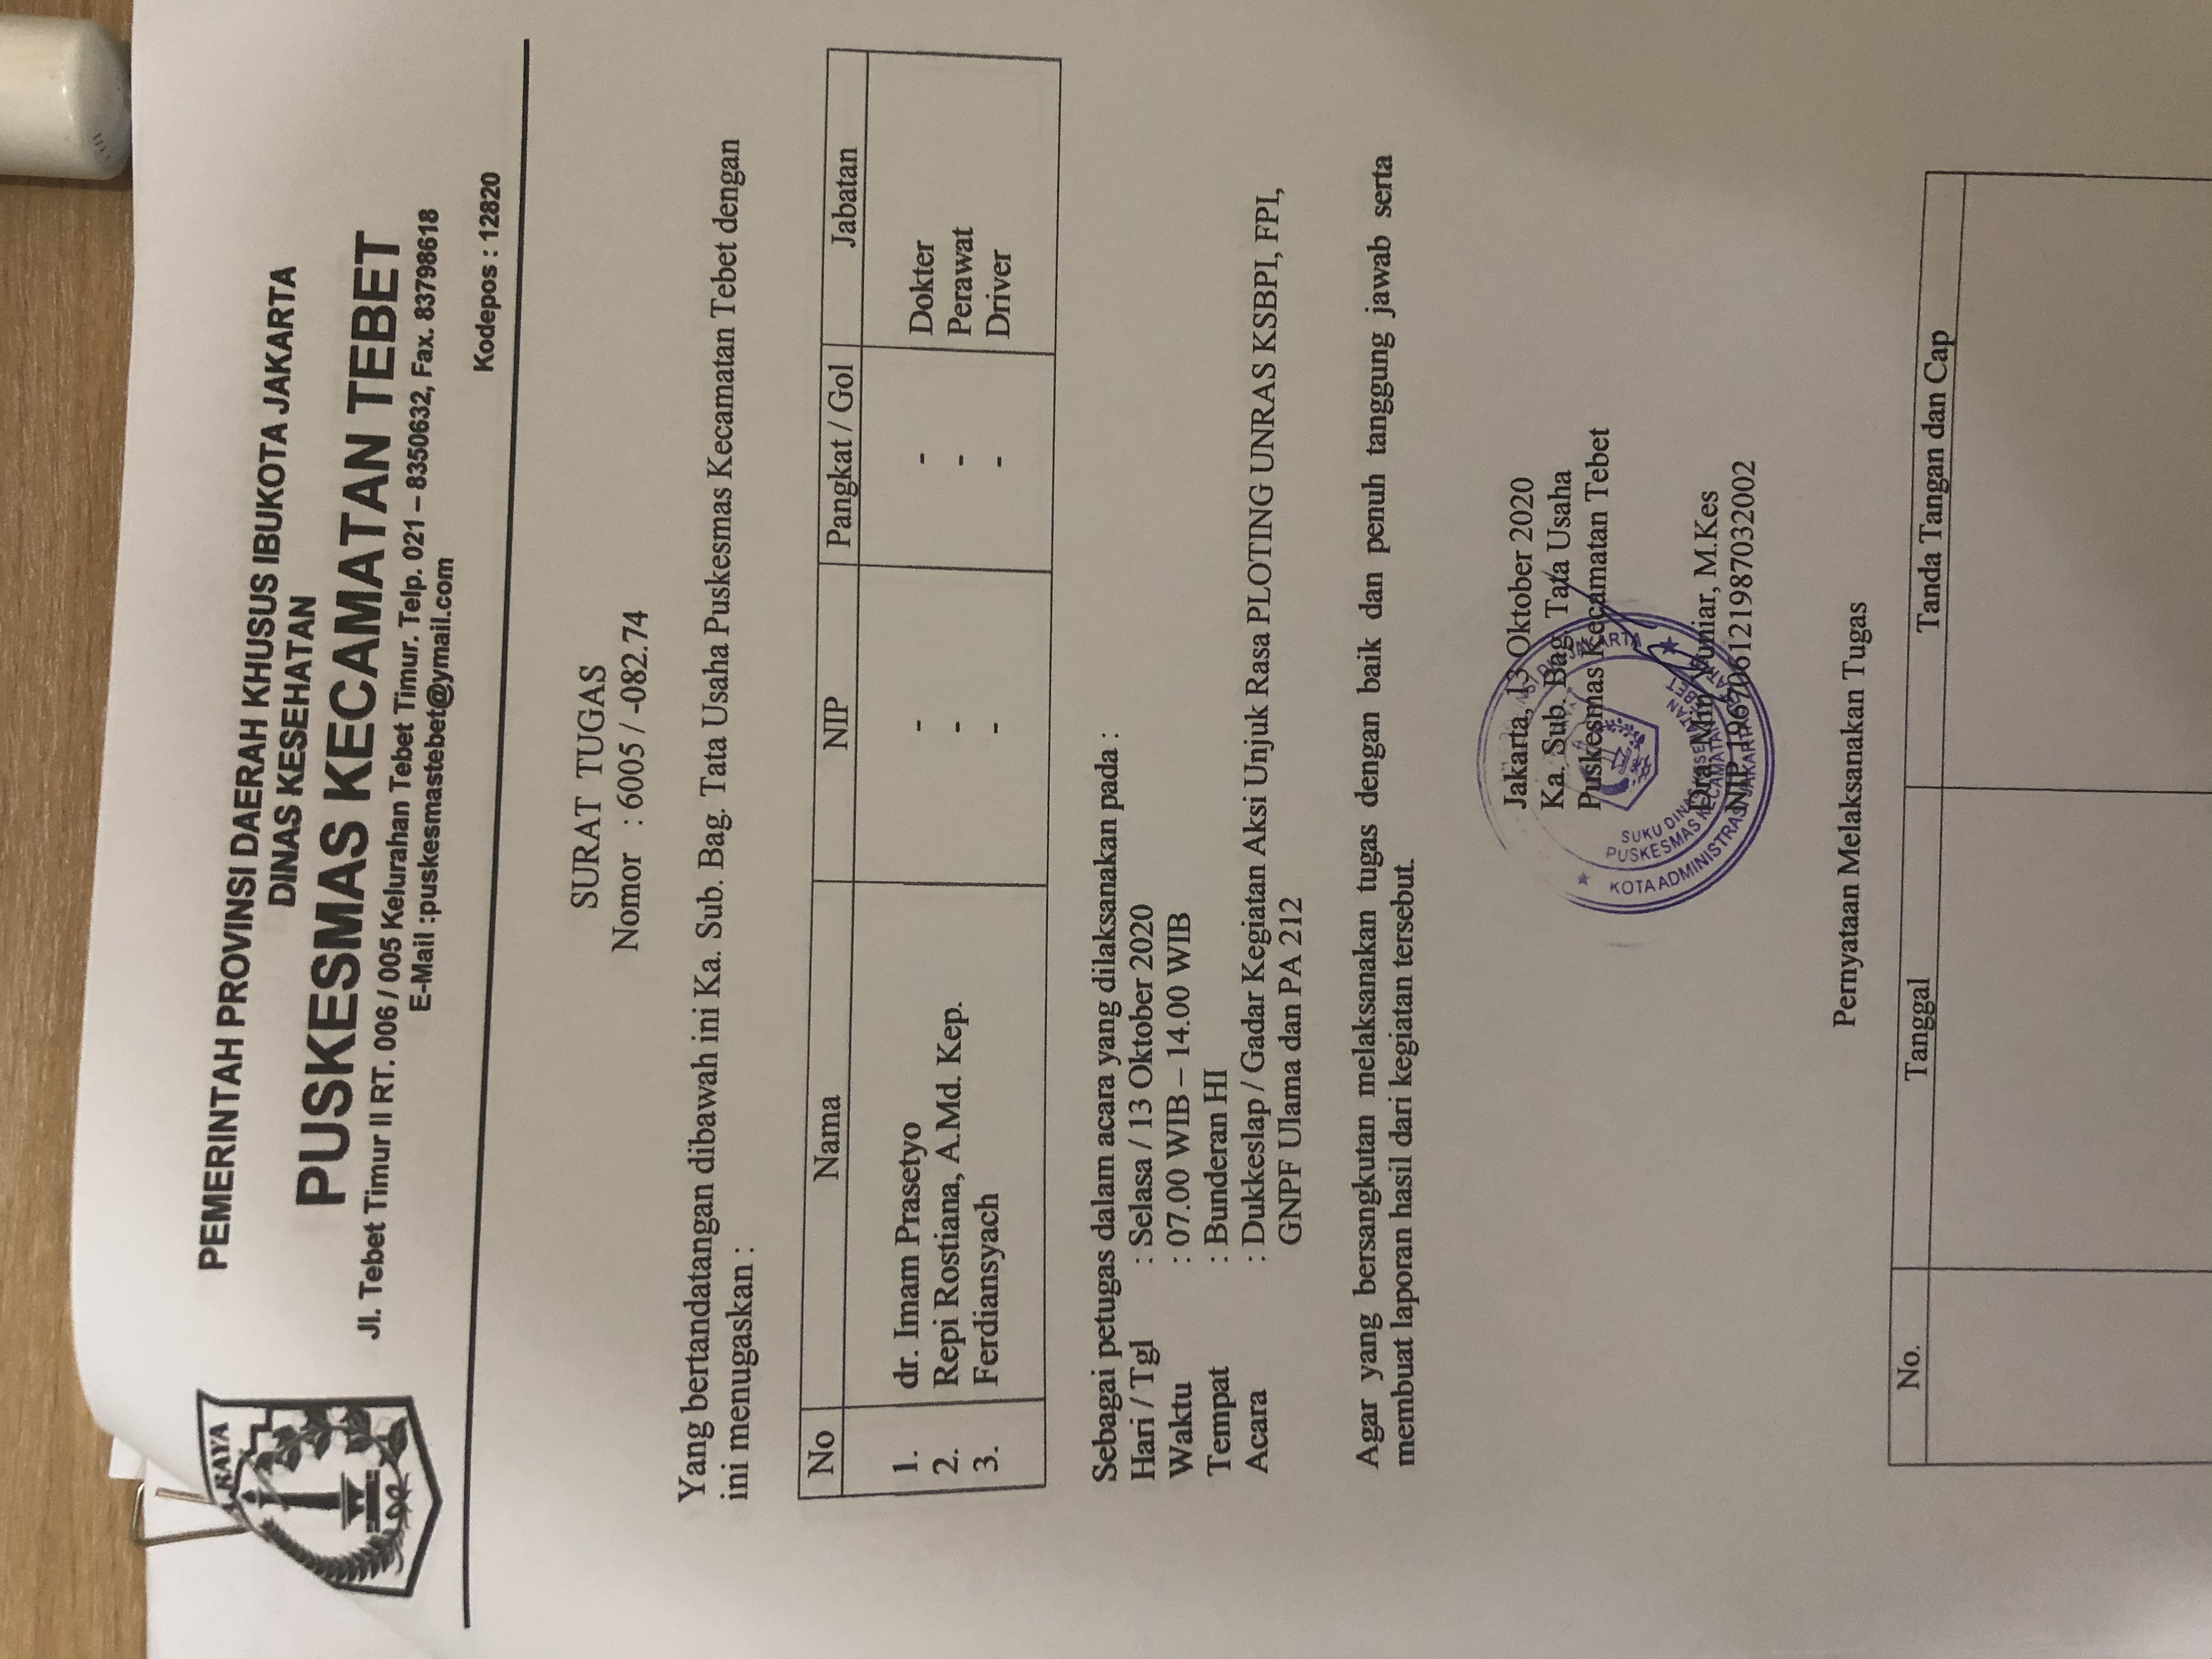 RAYA
PEMERINTAH PROVINSI DAERAH KHUSUS IBUKOTA JAKARTA
DINAS KESEHATAN
PUSKESMAS KECAMATAN TEBET
Jl. Tebet Timur II RT. 006 / 005 Kelurahan Tebet Timur. Telp. 021 – 8350632, Fax. 83798618
E-Mail :puskesmastebet@ymail.com
Kodepos : 12820
SURAT TUGAS
Nomor : 6005 / -082.74
Yang bertandatangan dibawah ini Ka. Sub. Bag. Tata Usaha Puskesmas Kecamatan Tebet dengan
ini menugaskan :
No Nama NIP Pangkat / Gol Jabatan
1. dr. Imam Prasetyo - - Dokter
2. Repi Rostiana, A.Md. Kep. - - Perawat
3. Ferdiansyach - - Driver
Sebagai petugas dalam acara yang dilaksanakan pada :
Hari / Tgl : Selasa / 13 Oktober 2020
Waktu : 07.00 WIB – 14.00 WIB
Tempat : Bunderan HI
Acara : Dukkeslap / Gadar Kegiatan Aksi Unjuk Rasa PLOTING UNRAS KSBPI, FPI,
GNPF Ulama dan PA 212
Agar yang bersangkutan melaksanakan tugas dengan baik dan penuh tanggung jawab serta
membuat laporan hasil dari kegiatan tersebut.
Jakarta, 13 Oktober 2020
Ka. Sub. Bag. Tata Usaha
Puskesmas Kecamatan Tebet
KOTA ADMINISTRASI JAKARTA
SUKU DINAS KESEHATAN
PUSKESMAS KECAMATAN TEBET
Dra. Min Yuniar, M.Kes
NIP 196706121987032002
Pernyataan Melaksanakan Tugas
No. Tanggal Tanda Tangan dan Cap